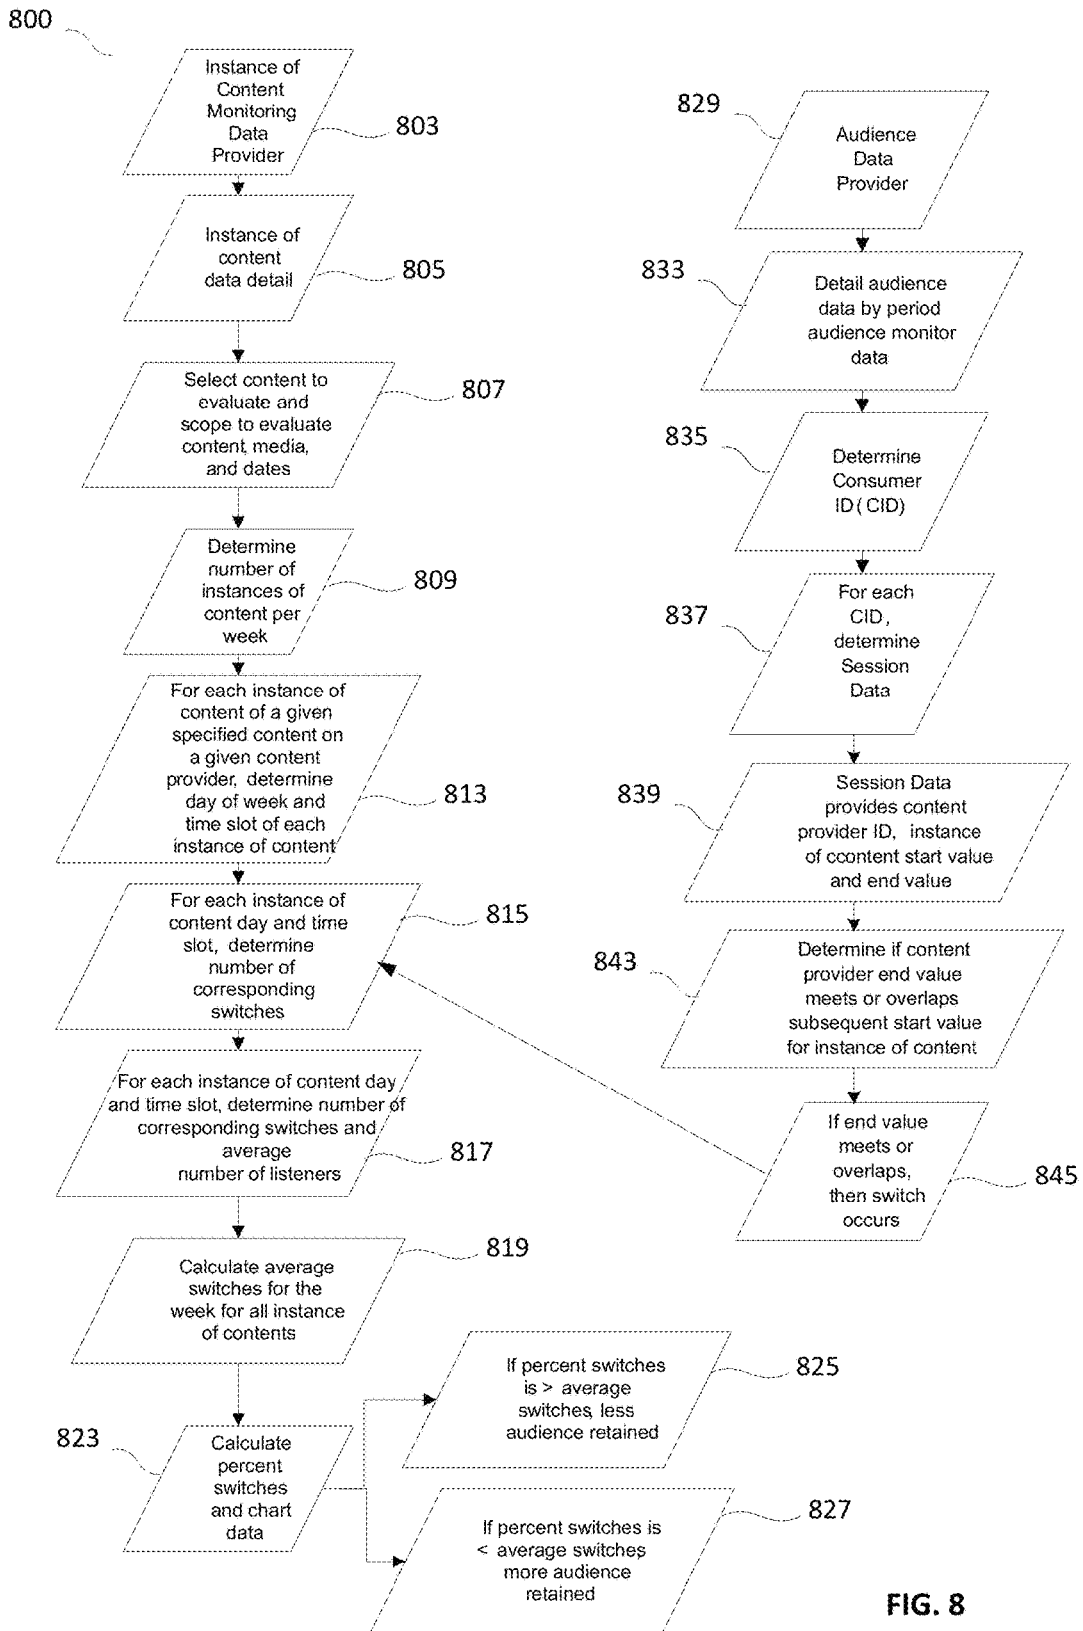 800
Instance of
Content
Monitoring
Data
Provider
803
Instance of
content
data detail
805
Select content to
evaluate and
scope to evaluate
content, media,
and dates
807
Determine
number of
instances of
content per
week
809
For each instance of
content of a given
specified content on
a given content
provider, determine
day of week and
time slot of each
instance of content
813
For each instance of
content day and time
slot, determine
number of
corresponding
switches
815
For each instance of content day
and time slot, determine number of
corresponding switches and
average
number of listeners
817
Calculate average
switches for the
week for all instance
of contents
819
823
Calculate
percent
switches
and chart
data
If percent switches
is > average
switches, less
audience retained
825
If percent switches is
< average switches,
more audience
retained
827
829
Audience
Data
Provider
833
Detail audience
data by period
audience monitor
data
835
Determine
Consumer
ID ( CID)
837
For each
CID,
determine
Session
Data
839
Session Data
provides content
provider ID, instance
of ccontent start value
and end value
843
Determine if content
provider end value
meets or overlaps
subsequent start value
for instance of content
If end value
meets or
overlaps,
then switch
occurs
845
FIG. 8